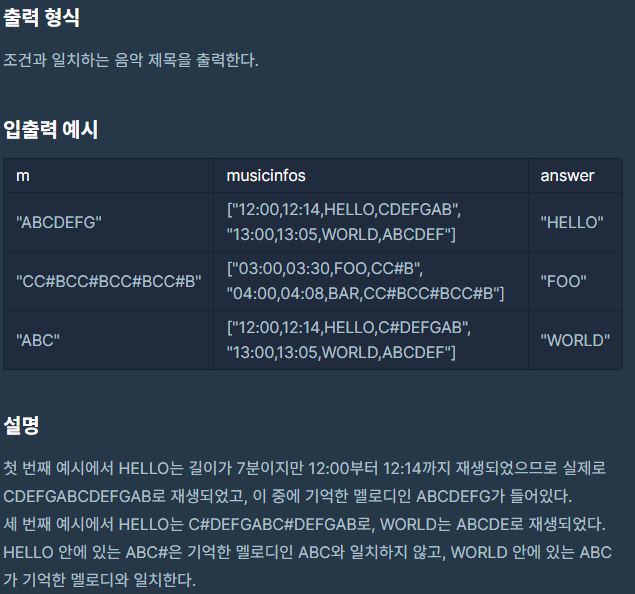 출력 형식
조건과 일치하는 음악 제목을 출력한다.
입출력 예시
m musicinfos answer
"ABCDEFG" ["12:00,12:14,HELLO,CDEFGAB", "HELLO"
"13:00,13:05,WORLD,ABCDEF"]
"CC#BCC#BCC#BCC#B" ["03:00,03:30,FOO,CC#B", "FOO"
"04:00,04:08,BAR,CC#BCC#BCC#B"]
"ABC" ["12:00,12:14,HELLO,C#DEFGAB", "WORLD"
"13:00,13:05,WORLD,ABCDEF"]
설명
첫 번째 예시에서 HELLO는 길이가 7분이지만 12:00부터 12:14까지 재생되었으므로 실제로
CDEFGABCDEFGAB로 재생되었고, 이 중에 기억한 멜로디인 ABCDEFG가 들어있다.
세 번째 예시에서 HELLO는 C#DEFGABC#DEFGAB로, WORLD는 ABCDE로 재생되었다.
HELLO 안에 있는 ABC#은 기억한 멜로디인 ABC와 일치하지 않고, WORLD 안에 있는 ABC
가 기억한 멜로디와 일치한다.